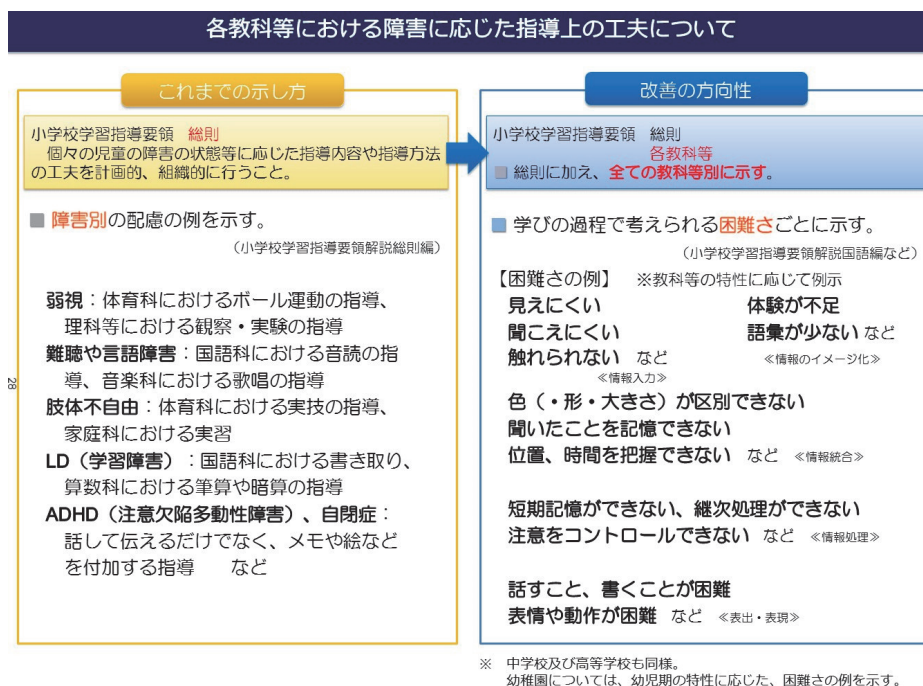 各教科等における障害に応じた指導上の工夫について
これまでの示し方
小学校学習指導要領　総則
個々の児童の障害の状態等に応じた指導内容や指導方法
の工夫を計画的、組織的に行うこと。
■ 障害別の配慮の例を示す。
（小学校学習指導要領解説総則編）
弱視：体育科におけるボール運動の指導、
理科等における観察・実験の指導
難聴や言語障害：国語科における音読の指
導、音楽科における歌唱の指導
肢体不自由：体育科における実技の指導、
家庭科における実習
LD（学習障害）：国語科における書き取り、
算数科における筆算や暗算の指導
ADHD（注意欠陥多動性障害）、自閉症：
話して伝えるだけでなく、メモや絵など
を付加する指導　　など
28
改善の方向性
小学校学習指導要領　総則
各教科等
■ 総則に加え、全ての教科等別に示す。
■ 学びの過程で考えられる困難さごとに示す。
（小学校学習指導要領解説国語編など）
【困難さの例】　※教科等の特性に応じて例示
見えにくい　体験が不足
聞こえにくい　語彙が少ない など
触れられない　など　≪情報のイメージ化≫
≪情報入力≫
色（・形・大きさ）が区別できない
聞いたことを記憶できない
位置、時間を把握できない　など　≪情報統合≫
短期記憶ができない、継次処理ができない
注意をコントロールできない　など　≪情報処理≫
話すこと、書くことが困難
表情や動作が困難　など　≪表出・表現≫
※　中学校及び高等学校も同様。
幼稚園については、幼児期の特性に応じた、困難さの例を示す。